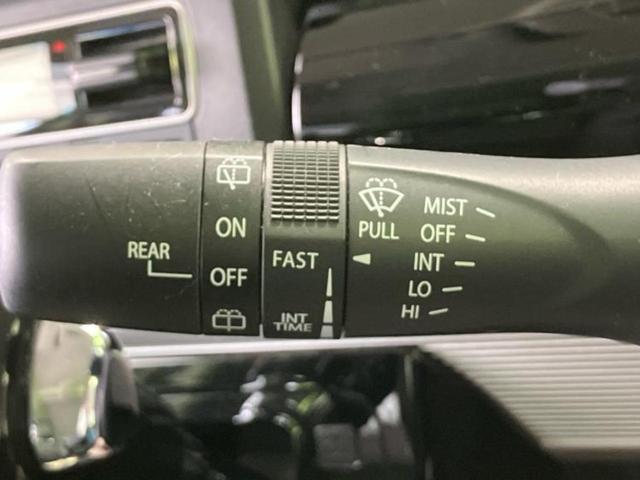 REAR
ON
OFF
FAST
INT
TIME
PULL
MIST
OFF
INT
LO
HI